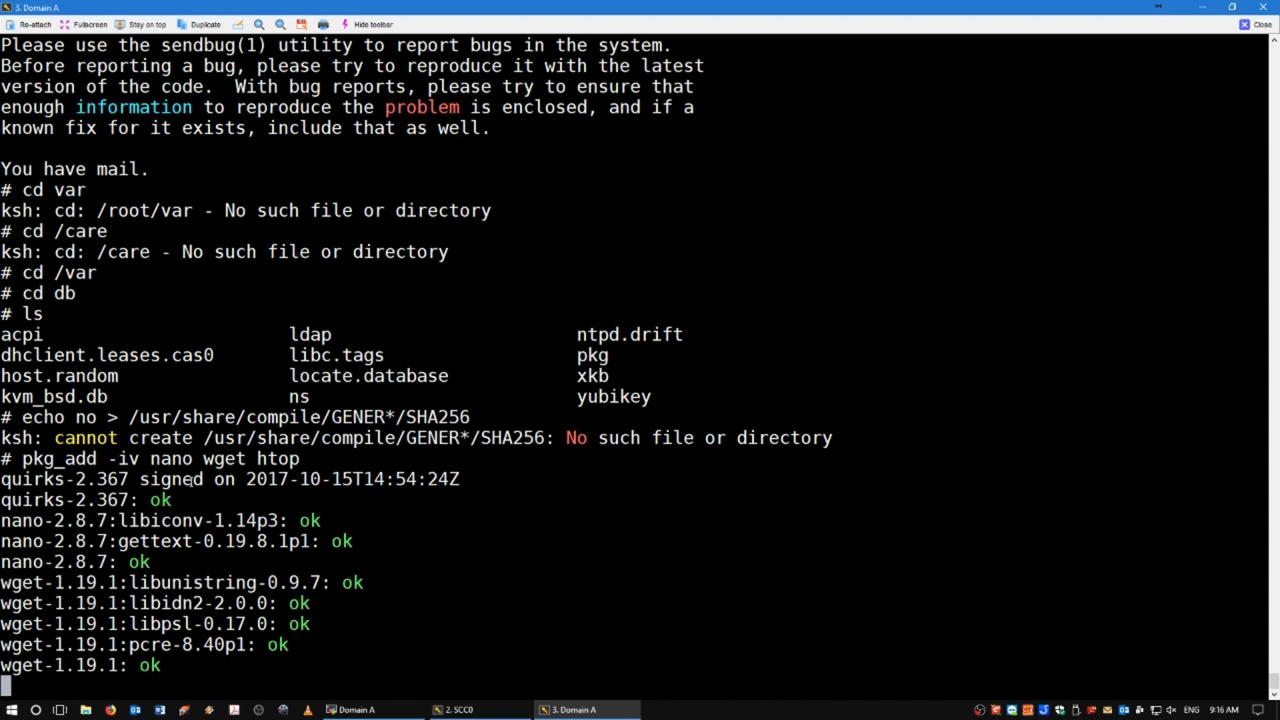 3. Domain A
Re-attach Fullscreen Stay on top Duplicate Hide toolbar Close
Please use the sendbug(1) utility to report bugs in the system.
Before reporting a bug, please try to reproduce it with the latest
version of the code.  With bug reports, please try to ensure that
enough information to reproduce the problem is enclosed, and if a
known fix for it exists, include that as well.
You have mail.
# cd var
ksh: cd: /root/var - No such file or directory
# cd /care
ksh: cd: /care - No such file or directory
# cd /var
# cd db
# ls
acpi ldap ntpd.drift
dhclient.leases.cas0 libc.tags pkg
host.random locate.database xkb
kvm_bsd.db ns yubikey
# echo no > /usr/share/compile/GENER*/SHA256
ksh: cannot create /usr/share/compile/GENER*/SHA256: No such file or directory
# pkg_add -iv nano wget htop
quirks-2.367 signed on 2017-10-15T14:54:24Z
quirks-2.367: ok
nano-2.8.7:libiconv-1.14p3: ok
nano-2.8.7:gettext-0.19.8.1p1: ok
nano-2.8.7: ok
wget-1.19.1:libunistring-0.9.7: ok
wget-1.19.1:libidn2-2.0.0: ok
wget-1.19.1:libpsl-0.17.0: ok
wget-1.19.1:pcre-8.40p1: ok
wget-1.19.1: ok
Domain A 2. SCC0 3. Domain A ENG 9:16 AM